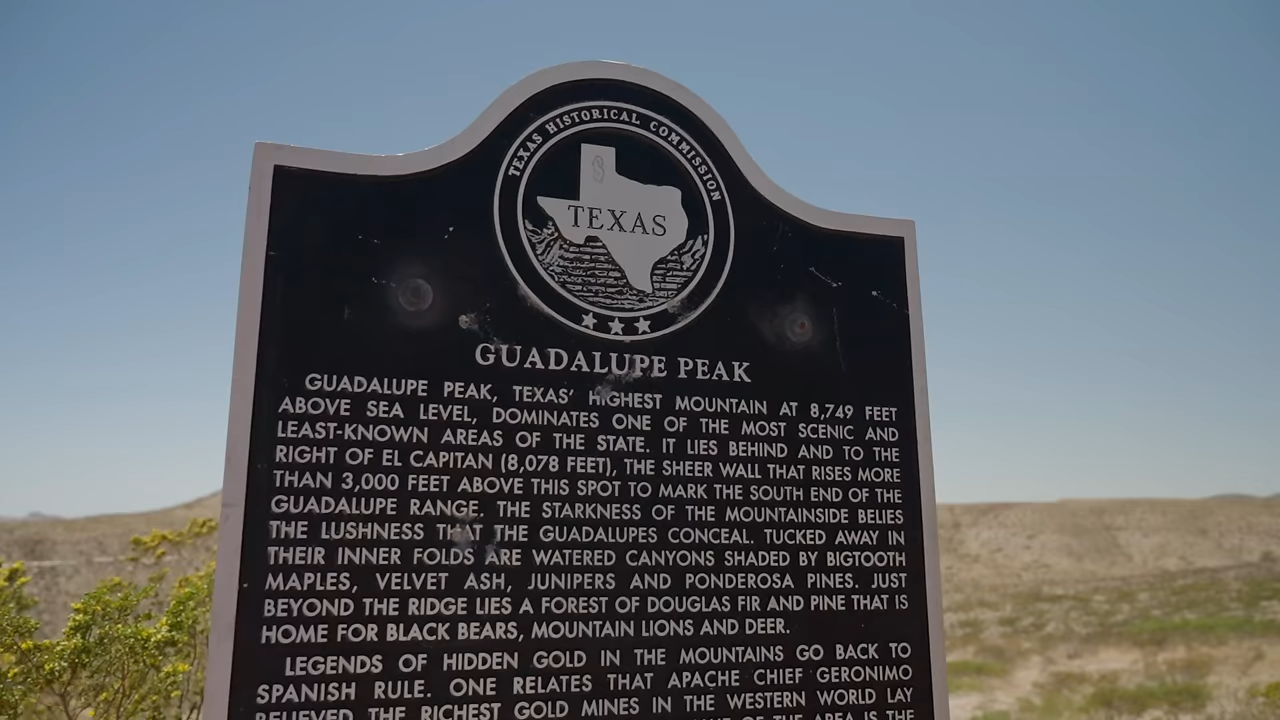 TEXAS HISTORICAL COMMISSION
TEXAS
GUADALUPE PEAK
GUADALUPE PEAK, TEXAS' HIGHEST MOUNTAIN AT 8,749 FEET
ABOVE SEA LEVEL, DOMINATES ONE OF THE MOST SCENIC AND
LEAST-KNOWN AREAS OF THE STATE. IT LIES BEHIND AND TO THE
RIGHT OF EL CAPITAN (8,078 FEET), THE SHEER WALL THAT RISES MORE
THAN 3,000 FEET ABOVE THIS SPOT TO MARK THE SOUTH END OF THE
GUADALUPE RANGE. THE STARKNESS OF THE MOUNTAINSIDE BELIES
THE LUSHNESS THAT THE GUADALUPES CONCEAL. TUCKED AWAY IN
THEIR INNER FOLDS ARE WATERED CANYONS SHADED BY BIGTOOTH
MAPLES, VELVET ASH, JUNIPERS AND PONDEROSA PINES. JUST
BEYOND THE RIDGE LIES A FOREST OF DOUGLAS FIR AND PINE THAT IS
HOME FOR BLACK BEARS, MOUNTAIN LIONS AND DEER.
LEGENDS OF HIDDEN GOLD IN THE MOUNTAINS GO BACK TO
SPANISH RULE. ONE RELATES THAT APACHE CHIEF GERONIMO
BELIEVED THE RICHEST GOLD MINES IN THE WESTERN WORLD LAY
OF THE AREA IS THE